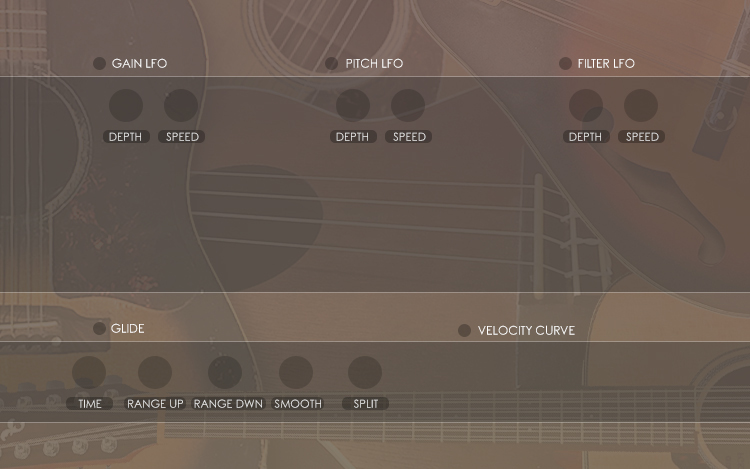 GAIN LFO PITCH LFO FILTER LFO
DEPTH SPEED DEPTH SPEED DEPTH SPEED
GLIDE VELOCITY CURVE
TIME RANGE UP RANGE DWN SMOOTH SPLIT